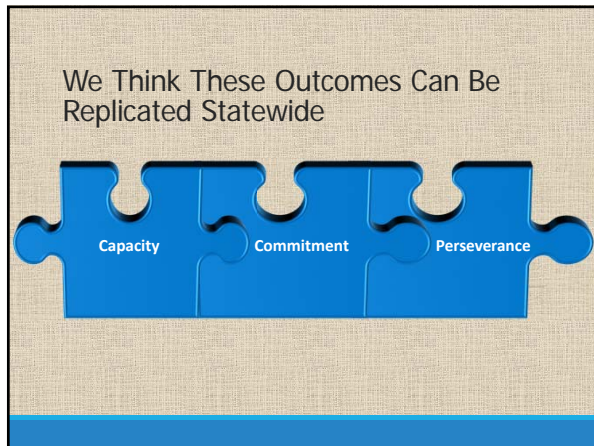 We Think These Outcomes Can Be
Replicated Statewide
Capacity Commitment Perseverance